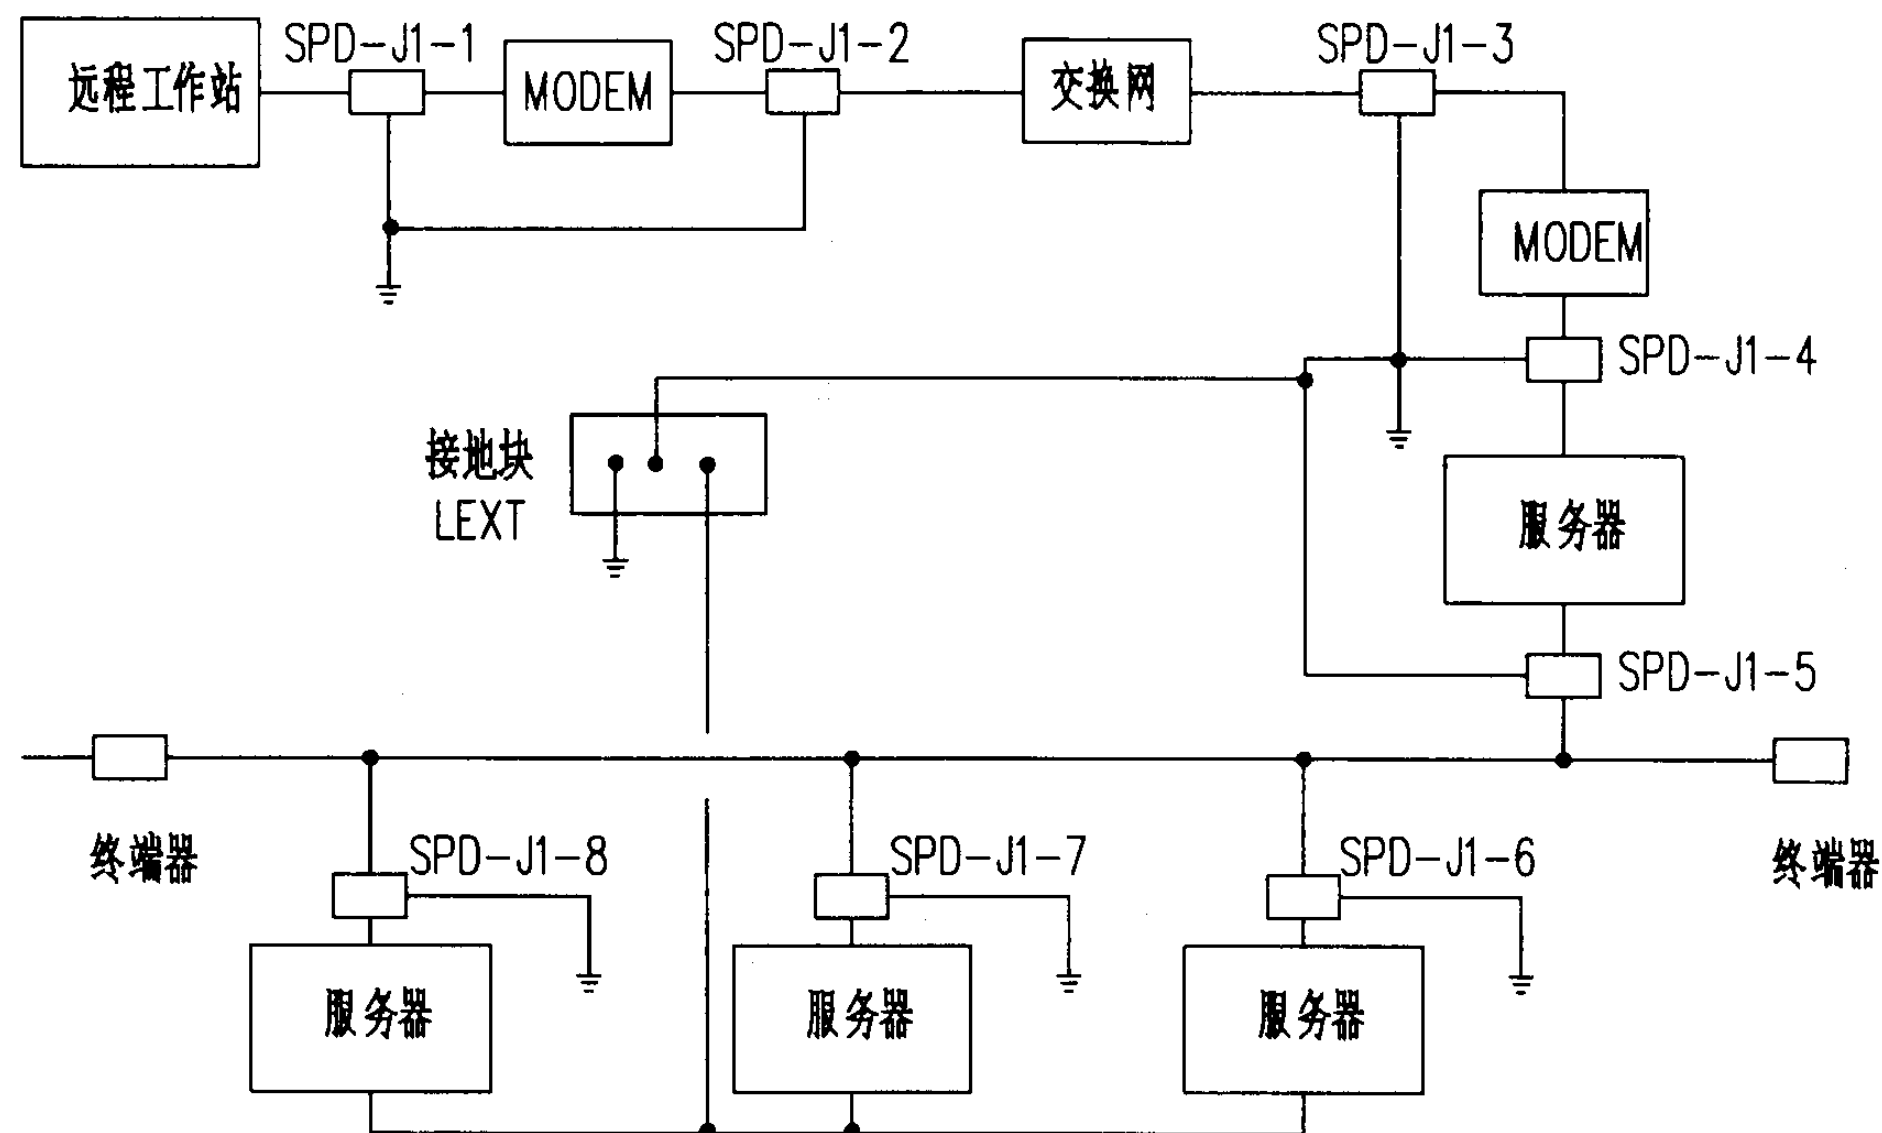 远程工作站
SPD-J1-1
MODEM
SPD-J1-2
交换网
SPD-J1-3
MODEM
SPD-J1-4
接地块
LEXT
服务器
SPD-J1-5
终端器
SPD-J1-8
SPD-J1-7
SPD-J1-6
终端器
服务器
服务器
服务器